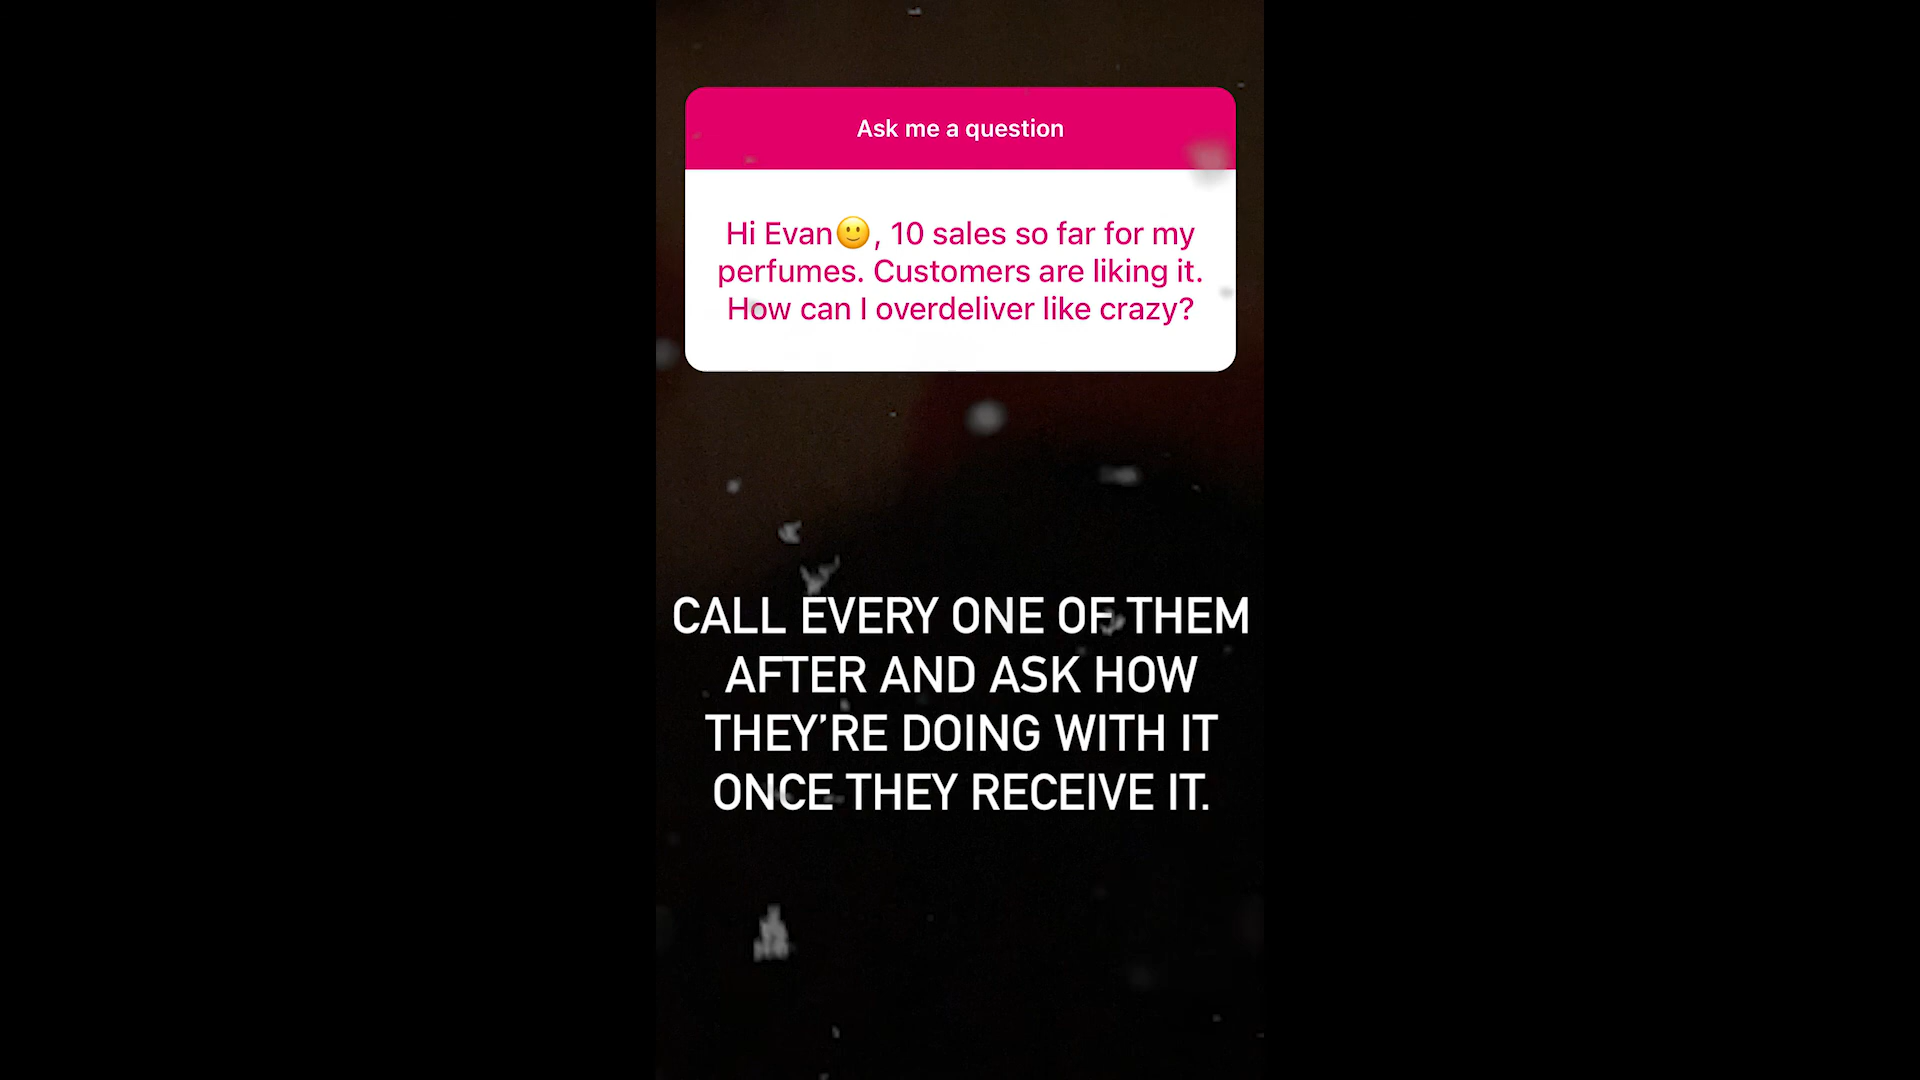 Ask me a question
Hi Evan🙂, 10 sales so far for my
perfumes. Customers are liking it.
How can I overdeliver like crazy?
CALL EVERY ONE OF THEM
AFTER AND ASK HOW
THEY’RE DOING WITH IT
ONCE THEY RECEIVE IT.